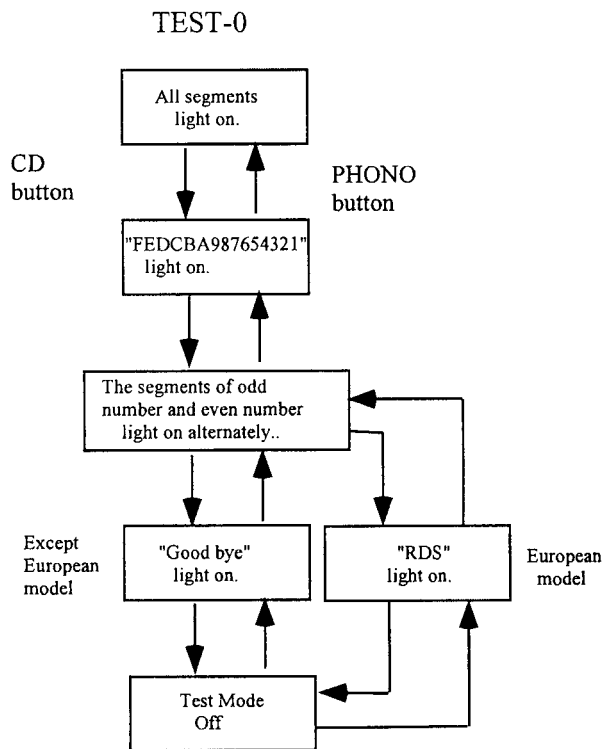 TEST-0
All segments
light on.
CD
button
PHONO
button
"FEDCBA987654321"
light on.
The segments of odd
number and even number
light on alternately..
Except
European
model
"Good bye"
light on.
"RDS"
light on.
European
model
Test Mode
Off